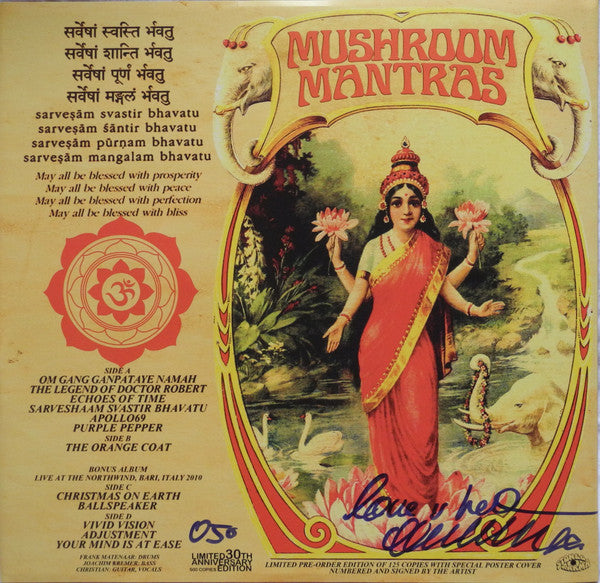 सर्वेषां स्वस्ति र्भवतु
सर्वेषां शान्ति र्भवतु
सर्वेषां पूर्णं र्भवतु
सर्वेषां मङ्गलं र्भवतु
sarveṣām svastir bhavatu
sarveṣām śāntir bhavatu
sarveṣām pūrṇam bhavatu
sarveṣām mangalam bhavatu
May all be blessed with prosperity
May all be blessed with peace
May all be blessed with perfection
May all be blessed with bliss
ॐ
SIDE A
OM GANG GANPATAYE NAMAH
THE LEGEND OF DOCTOR ROBERT
ECHOES OF TIME
SARVESHAAM SVASTIR BHAVATU
APOLLO69
PURPLE PEPPER
SIDE B
THE ORANGE COAT
BONUS ALBUM
LIVE AT THE NORTHWIND, BARI, ITALY 2010
SIDE C
CHRISTMAS ON EARTH
BALLSPEAKER
SIDE D
VIVID VISION
ADJUSTMENT
YOUR MIND IS AT EASE
FRANK MATENAAR: DRUMS
JOACHIM BREMER: BASS
CHRISTIAN: GUITAR, VOCALS
050
LIMITED 30TH
ANNIVERSARY
500 COPIES EDITION
MUSHROOM
MANTRAS
love
LIMITED PRE-ORDER EDITION OF 125 COPIES WITH SPECIAL POSTER COVER
NUMBERED AND SIGNED BY THE ARTIST